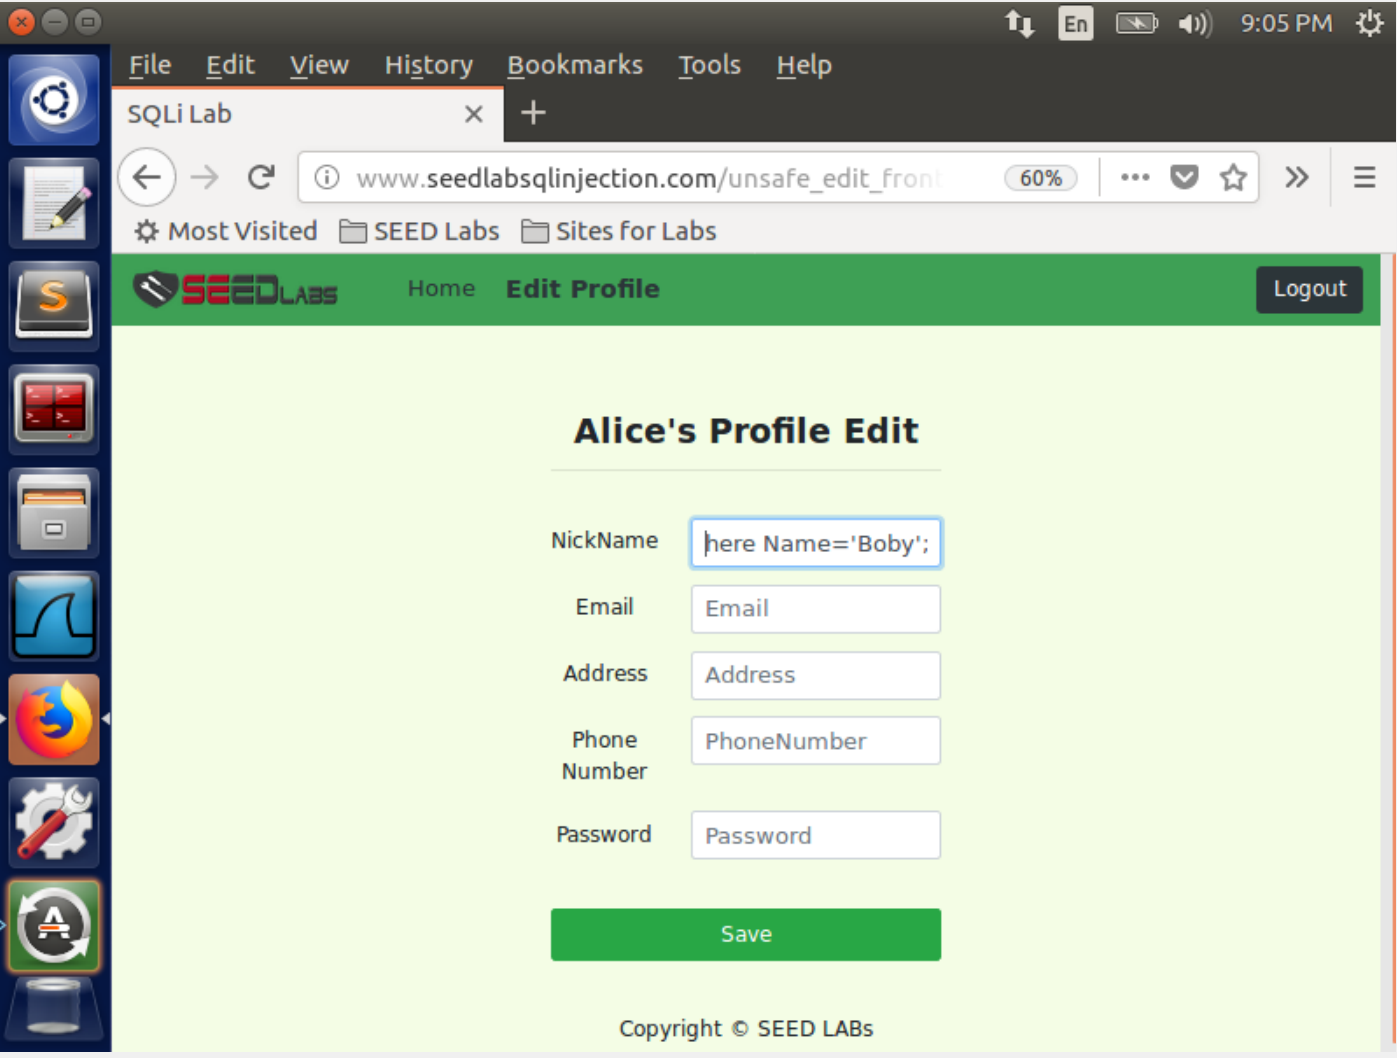 En 9:05 PM
File Edit View History Bookmarks Tools Help
SQLi Lab
www.seedlabsqlinjection.com/unsafe_edit_front 60%
Most Visited SEED Labs Sites for Labs
SEEDLABS Home Edit Profile Logout
Alice's Profile Edit
NickName here Name='Boby';
Email Email
Address Address
Phone
Number PhoneNumber
Password Password
Save
Copyright © SEED LABs